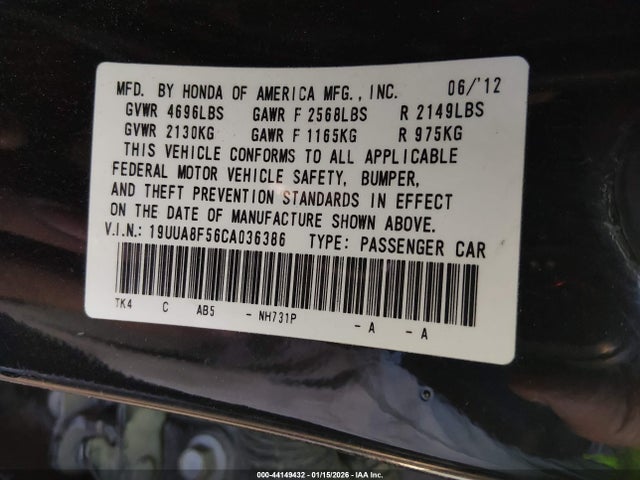 MFD. BY HONDA OF AMERICA MFG., INC. 06/'12
GVWR 4696LBS GAWR F 2568LBS R 2149LBS
GVWR 2130KG GAWR F 1165KG R 975KG
THIS VEHICLE CONFORMS TO ALL APPLICABLE
FEDERAL MOTOR VEHICLE SAFETY, BUMPER,
AND THEFT PREVENTION STANDARDS IN EFFECT
ON THE DATE OF MANUFACTURE SHOWN ABOVE.
V.I.N.: 19UUA8F56CA036386 TYPE: PASSENGER CAR
TK4 C AB5 - NH731P - A - A
000-44149432 - 01/15/2026 - IAA Inc.